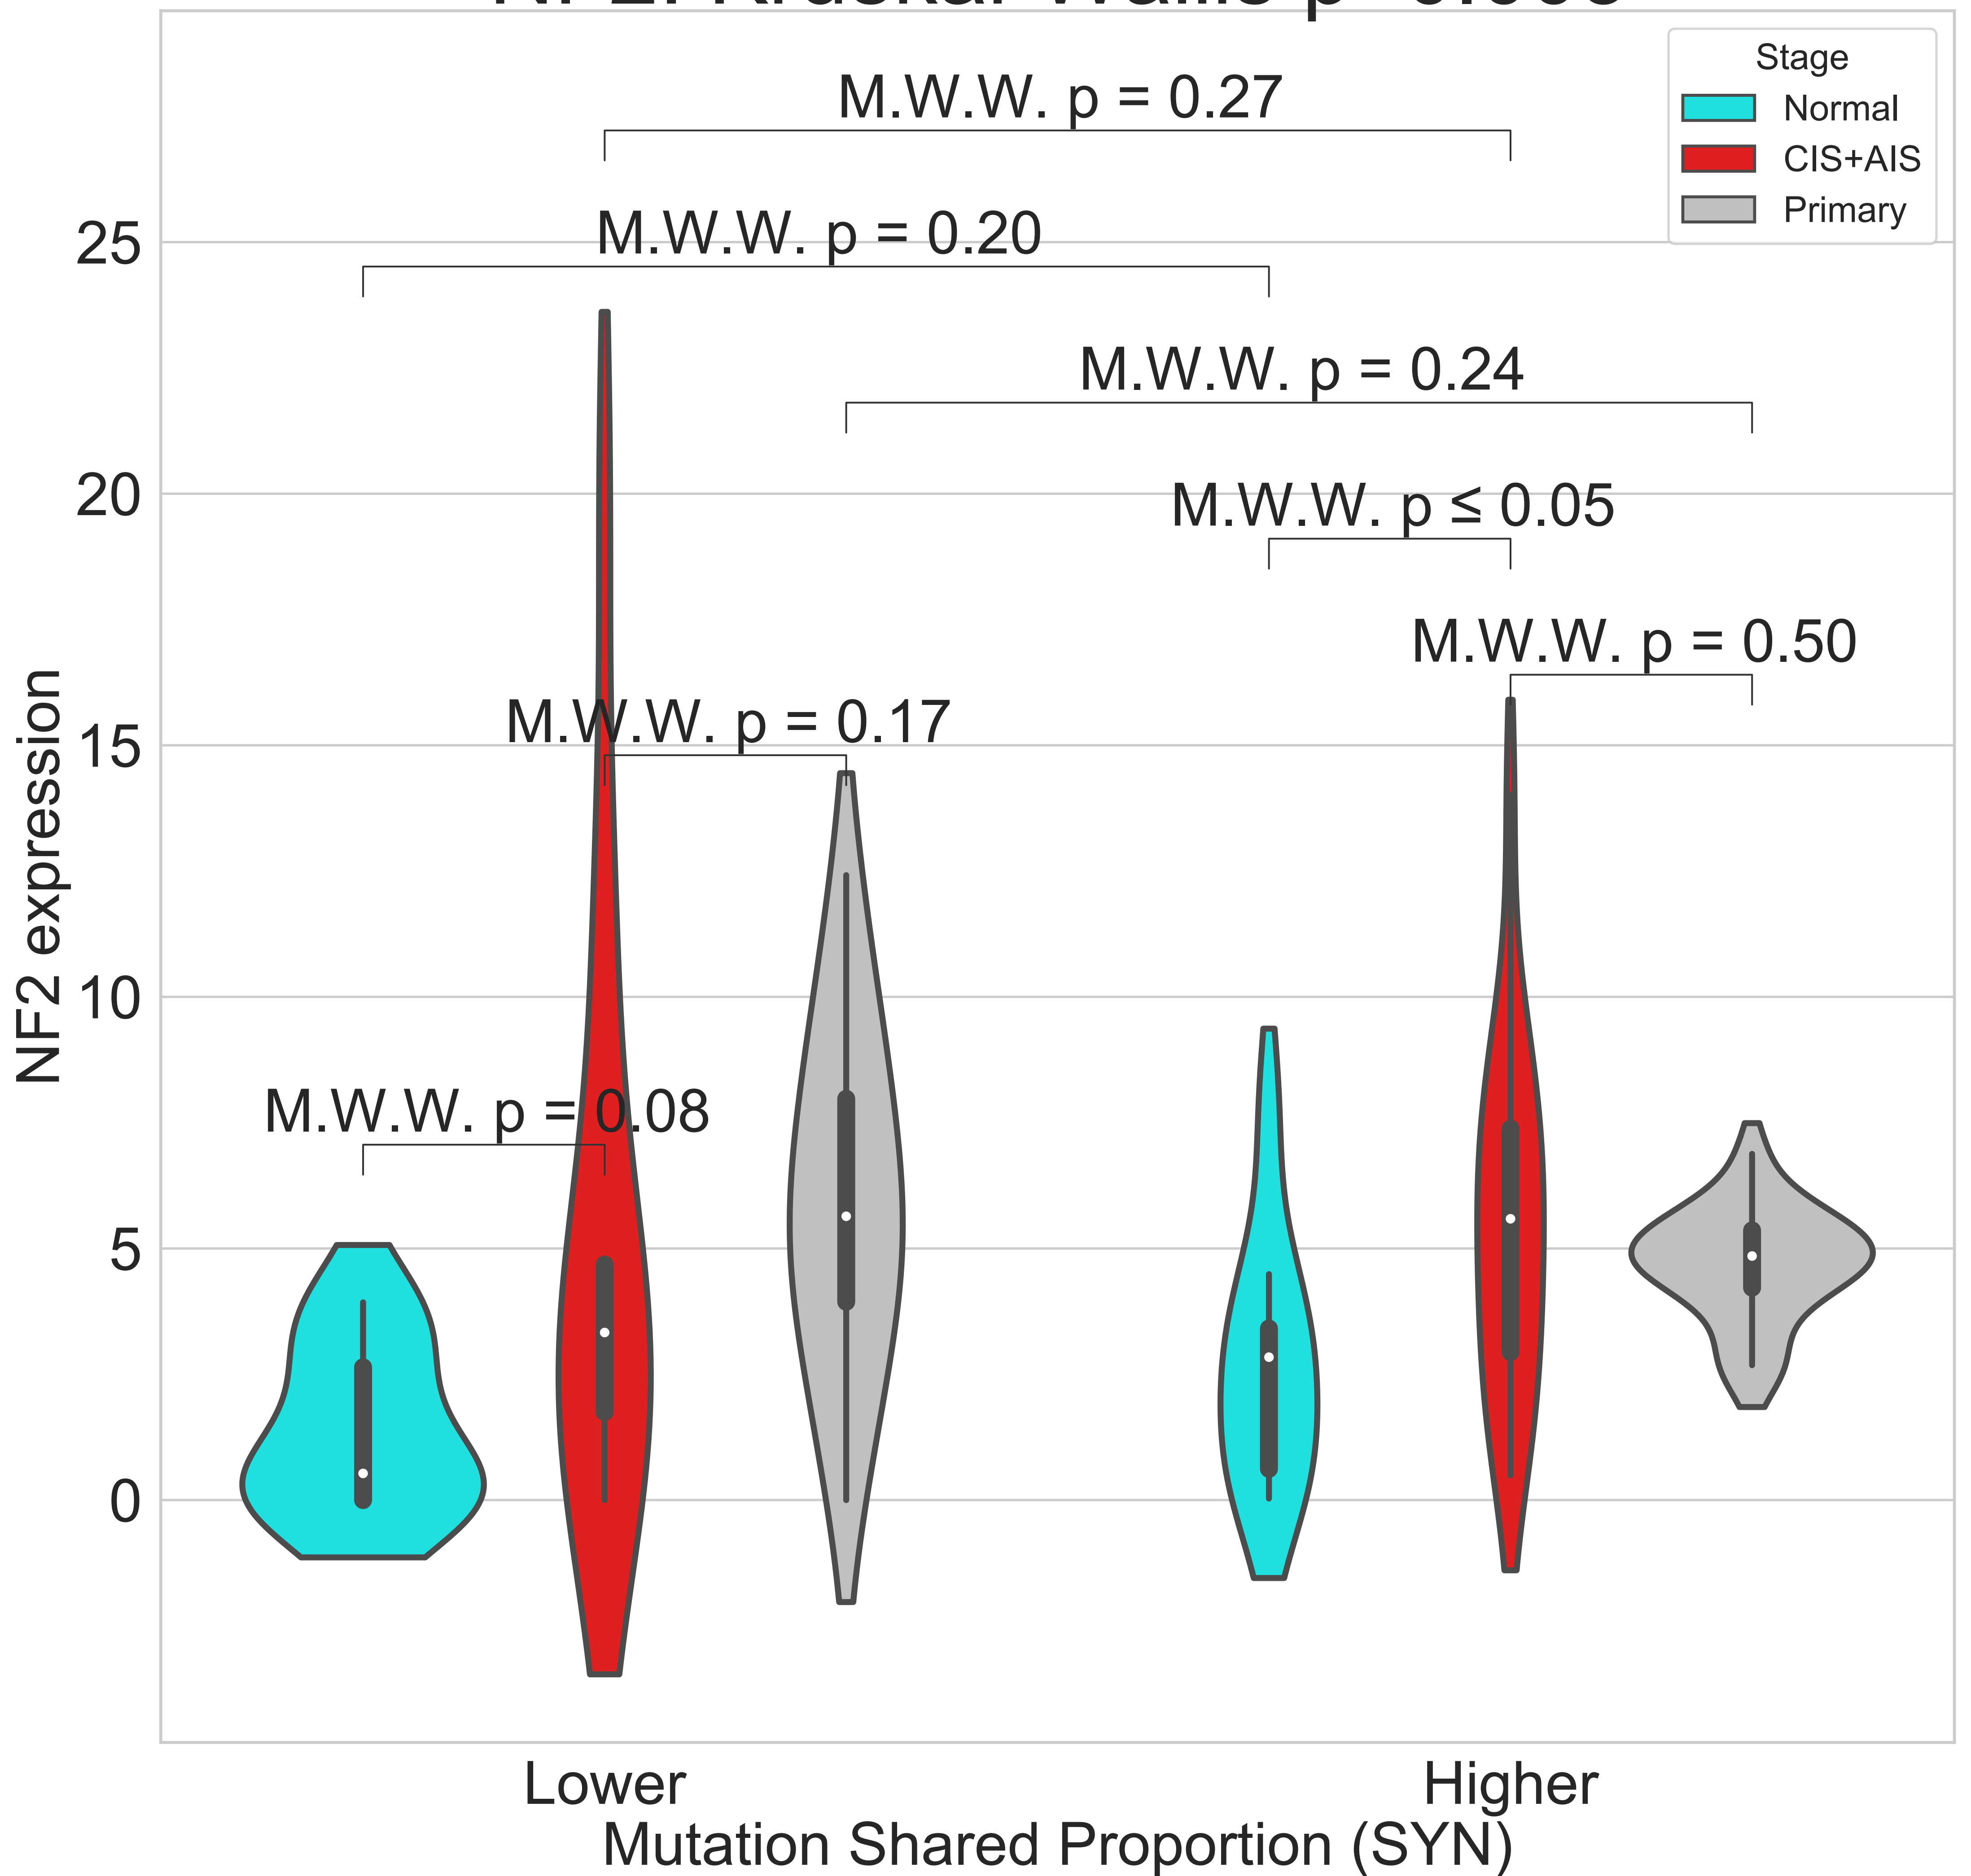 Stage
Normal
CIS+AIS
Primary
M.W.W. p = 0.27
M.W.W. p = 0.20
M.W.W. p = 0.24
M.W.W. p ≤ 0.05
M.W.W. p = 0.50
M.W.W. p = 0.17
M.W.W. p = 0.08
25
20
15
10
5
0
NF2 expression
Lower
Higher
Mutation Shared Proportion (SYN)